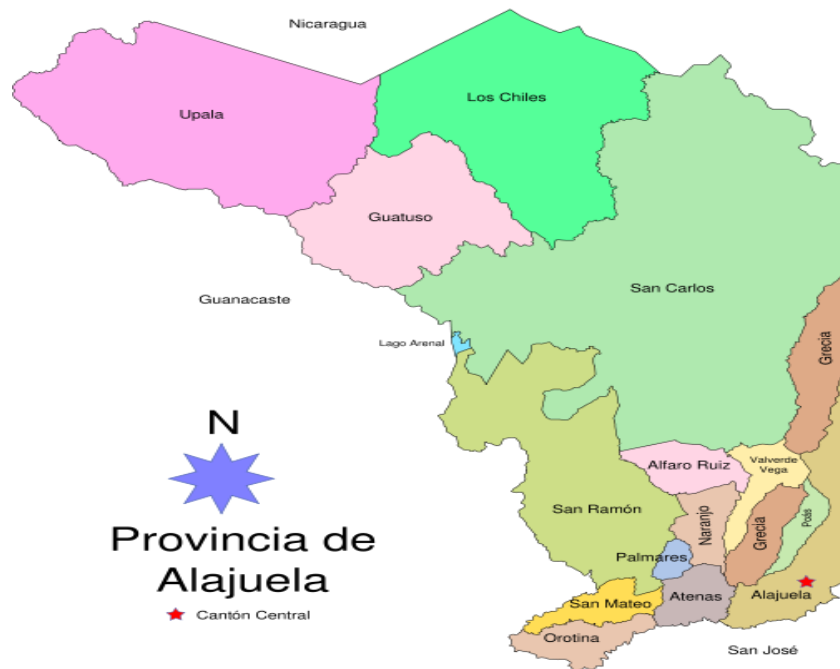 Nicaragua
Upala
Los Chiles
Guatuso
San Carlos
Guanacaste
Lago Arenal
Grecia
N
Alfaro Ruiz
Valverde
Vega
San Ramón
Naranjo
Grecia
Poás
Provincia de
Alajuela
Palmares
Cantón Central
San Mateo
Atenas
Alajuela
Orotina
San José